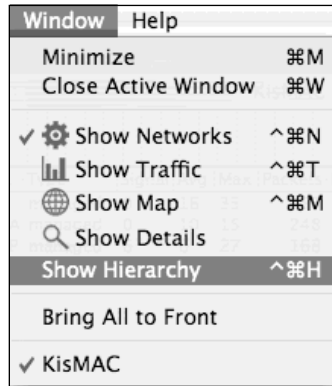 Window Help
Minimize ⌘M
Close Active Window ⌘W
✓ Show Networks ^⌘N
Show Traffic ^⌘T
Show Map ^⌘M
Show Details
Show Hierarchy ^⌘H
Bring All to Front
✓ KisMAC